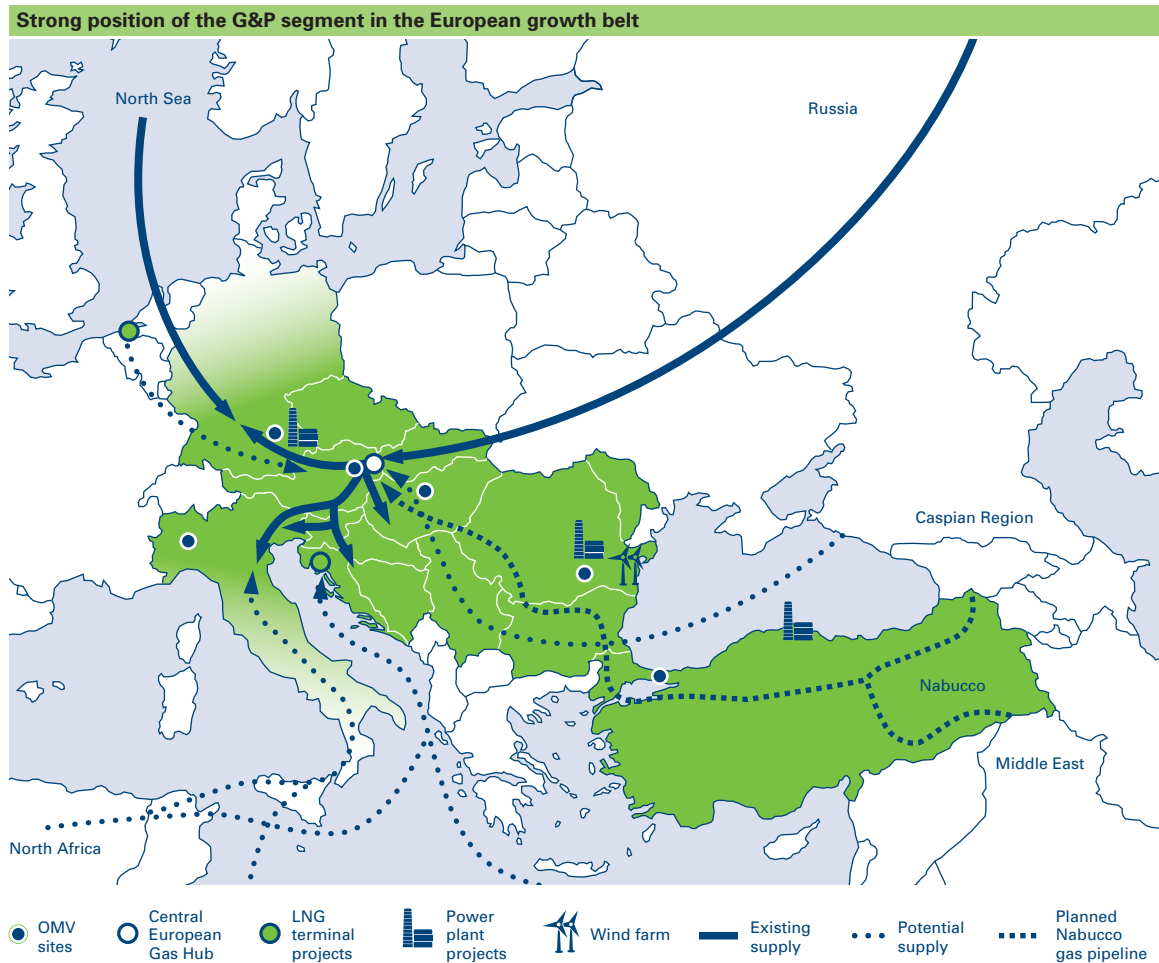 Strong position of the G&P segment in the European growth belt
North Sea
Russia
Caspian Region
Nabucco
Middle East
North Africa
OMV
sites
Central
European
Gas Hub
LNG
terminal
projects
Power
plant
projects
Wind farm
Existing
supply
Potential
supply
Planned
Nabucco
gas pipeline